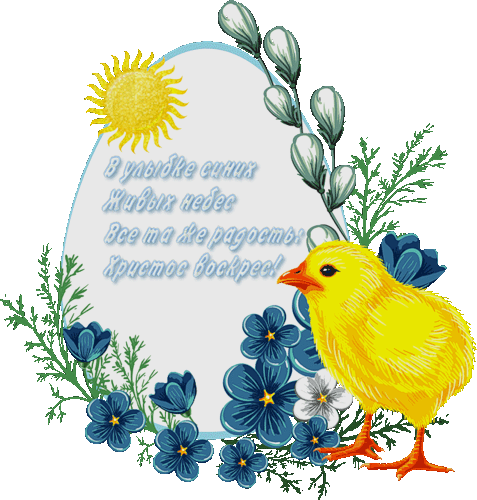 В улыбке синих
Живых небес
Все та же радость:
Христос воскрес!